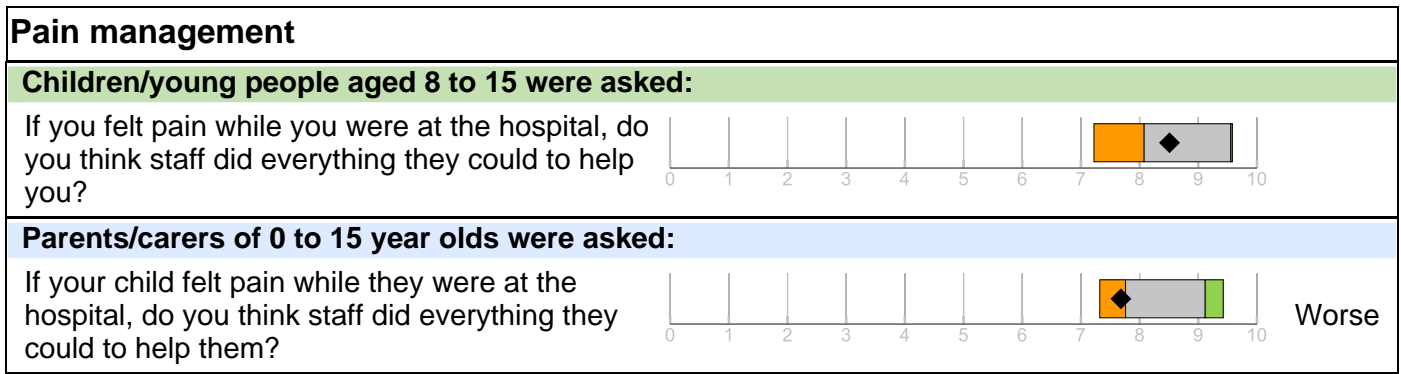 Pain management
Children/young people aged 8 to 15 were asked:
If you felt pain while you were at the hospital, do
you think staff did everything they could to help
you?
0 1 2 3 4 5 6 7 8 9 10
Parents/carers of 0 to 15 year olds were asked:
If your child felt pain while they were at the
hospital, do you think staff did everything they
could to help them?
0 1 2 3 4 5 6 7 8 9 10
Worse